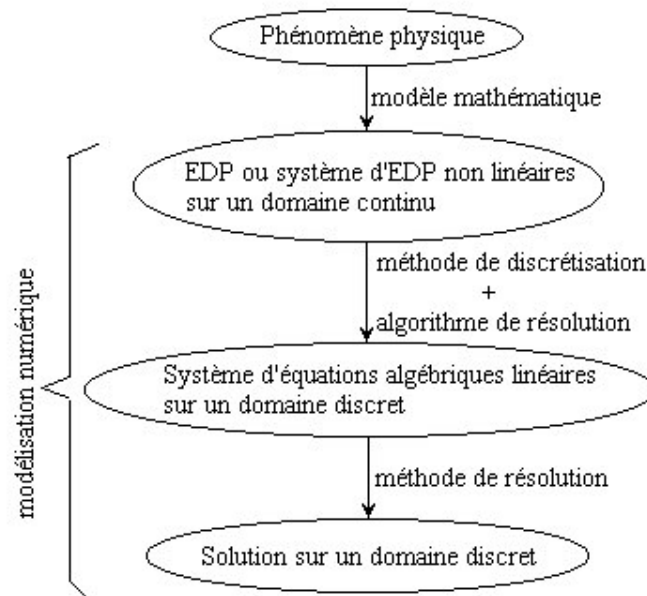 Phénomène physique
modèle mathématique
EDP ou système d'EDP non linéaires
sur un domaine continu
méthode de discrétisation
+
algorithme de résolution
Système d'équations algébriques linéaires
sur un domaine discret
méthode de résolution
Solution sur un domaine discret
modélisation numérique